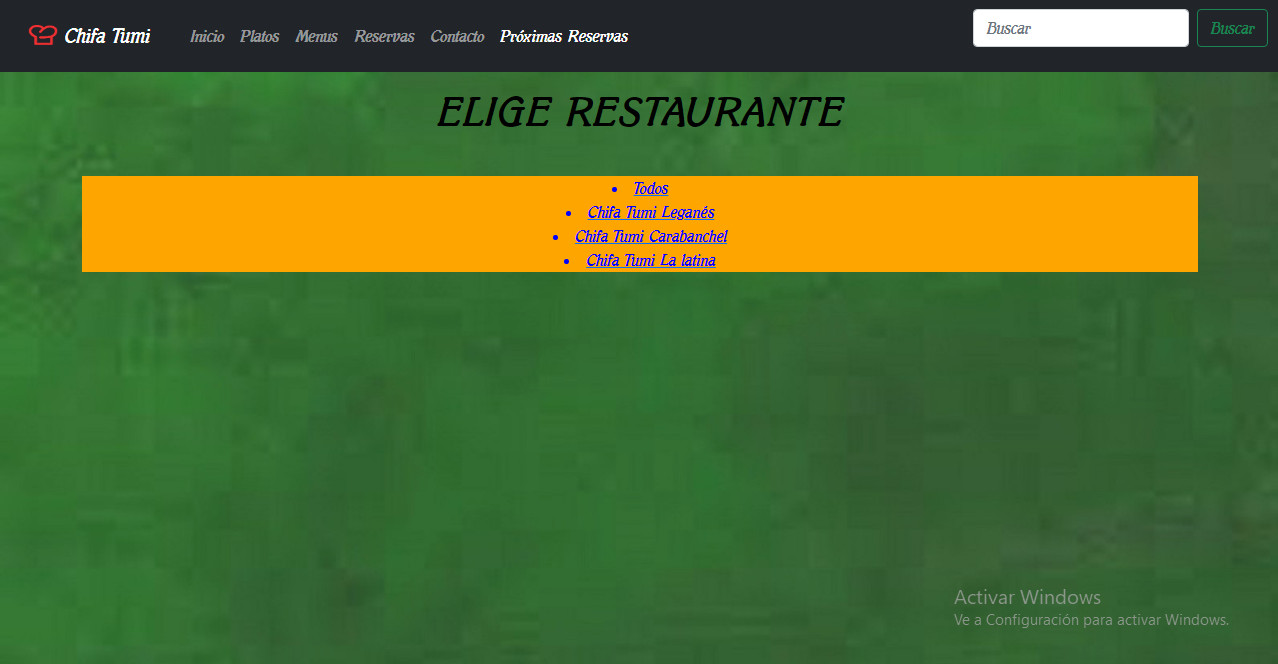 Chifa Tumi Inicio Platos Menus Reservas Contacto Próximas Reservas Buscar Buscar
ELIGE RESTAURANTE
Todos
Chifa Tumi Leganés
Chifa Tumi Carabanchel
Chifa Tumi La latina
Activar Windows
Ve a Configuración para activar Windows.